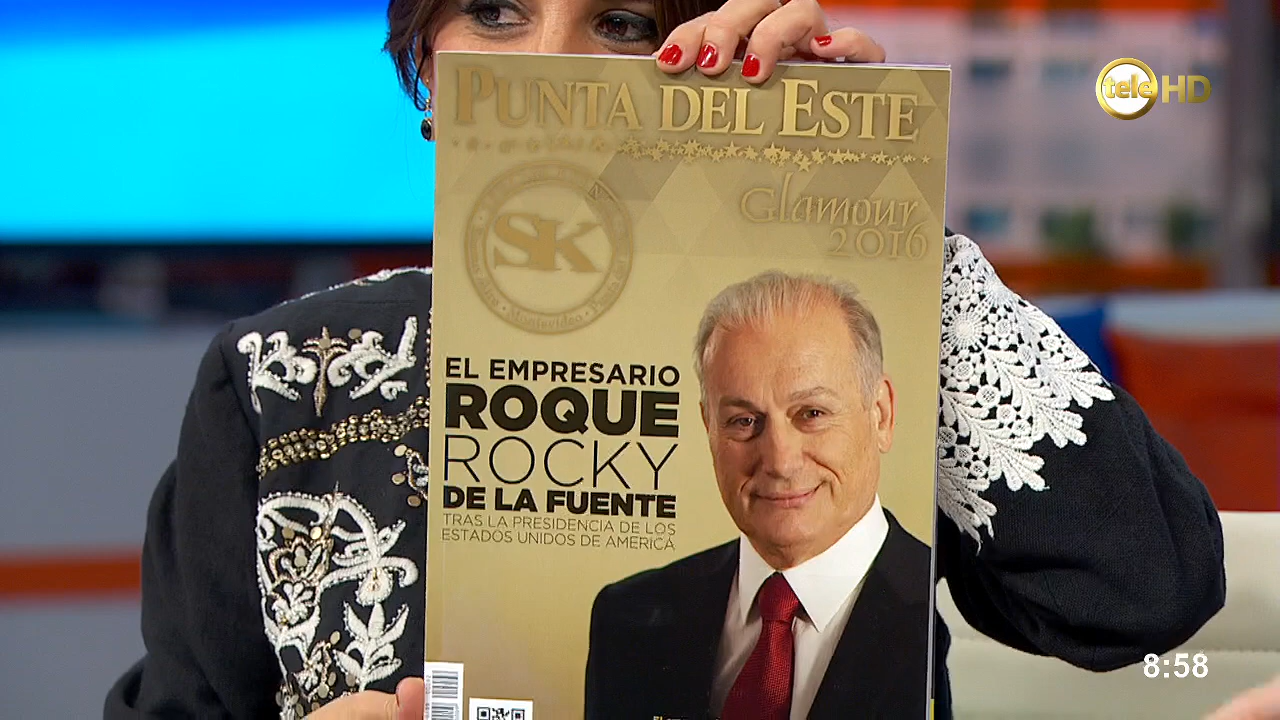 tele HD
PUNTA DEL ESTE
Glamour
2016
SK
Montevideo
EL EMPRESARIO
ROQUE
ROCKY
DE LA FUENTE
TRAS LA PRESIDENCIA DE LOS
ESTADOS UNIDOS DE AMÉRICA
8:58